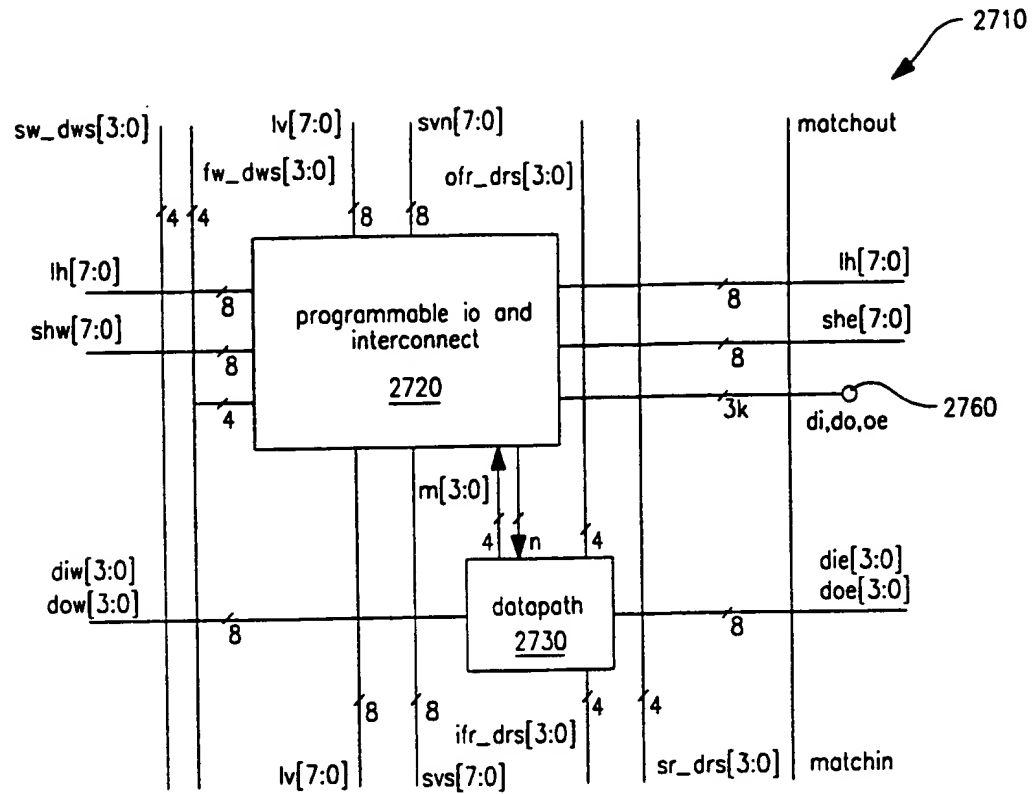 2710
sw_dws[3:0]
lv[7:0]
svn[7:0]
matchout
fw_dws[3:0]
ofr_drs[3:0]
4
4
8
8
lh[7:0]
8
lh[7:0]
8
programmable io and
interconnect
shw[7:0]
8
she[7:0]
8
2720
4
3k
di,do,oe
2760
m[3:0]
4
n
4
diw[3:0]
dow[3:0]
8
datapath
2730
die[3:0]
doe[3:0]
8
8
8
ifr_drs[3:0]
4
4
lv[7:0]
svs[7:0]
sr_drs[3:0]
matchin